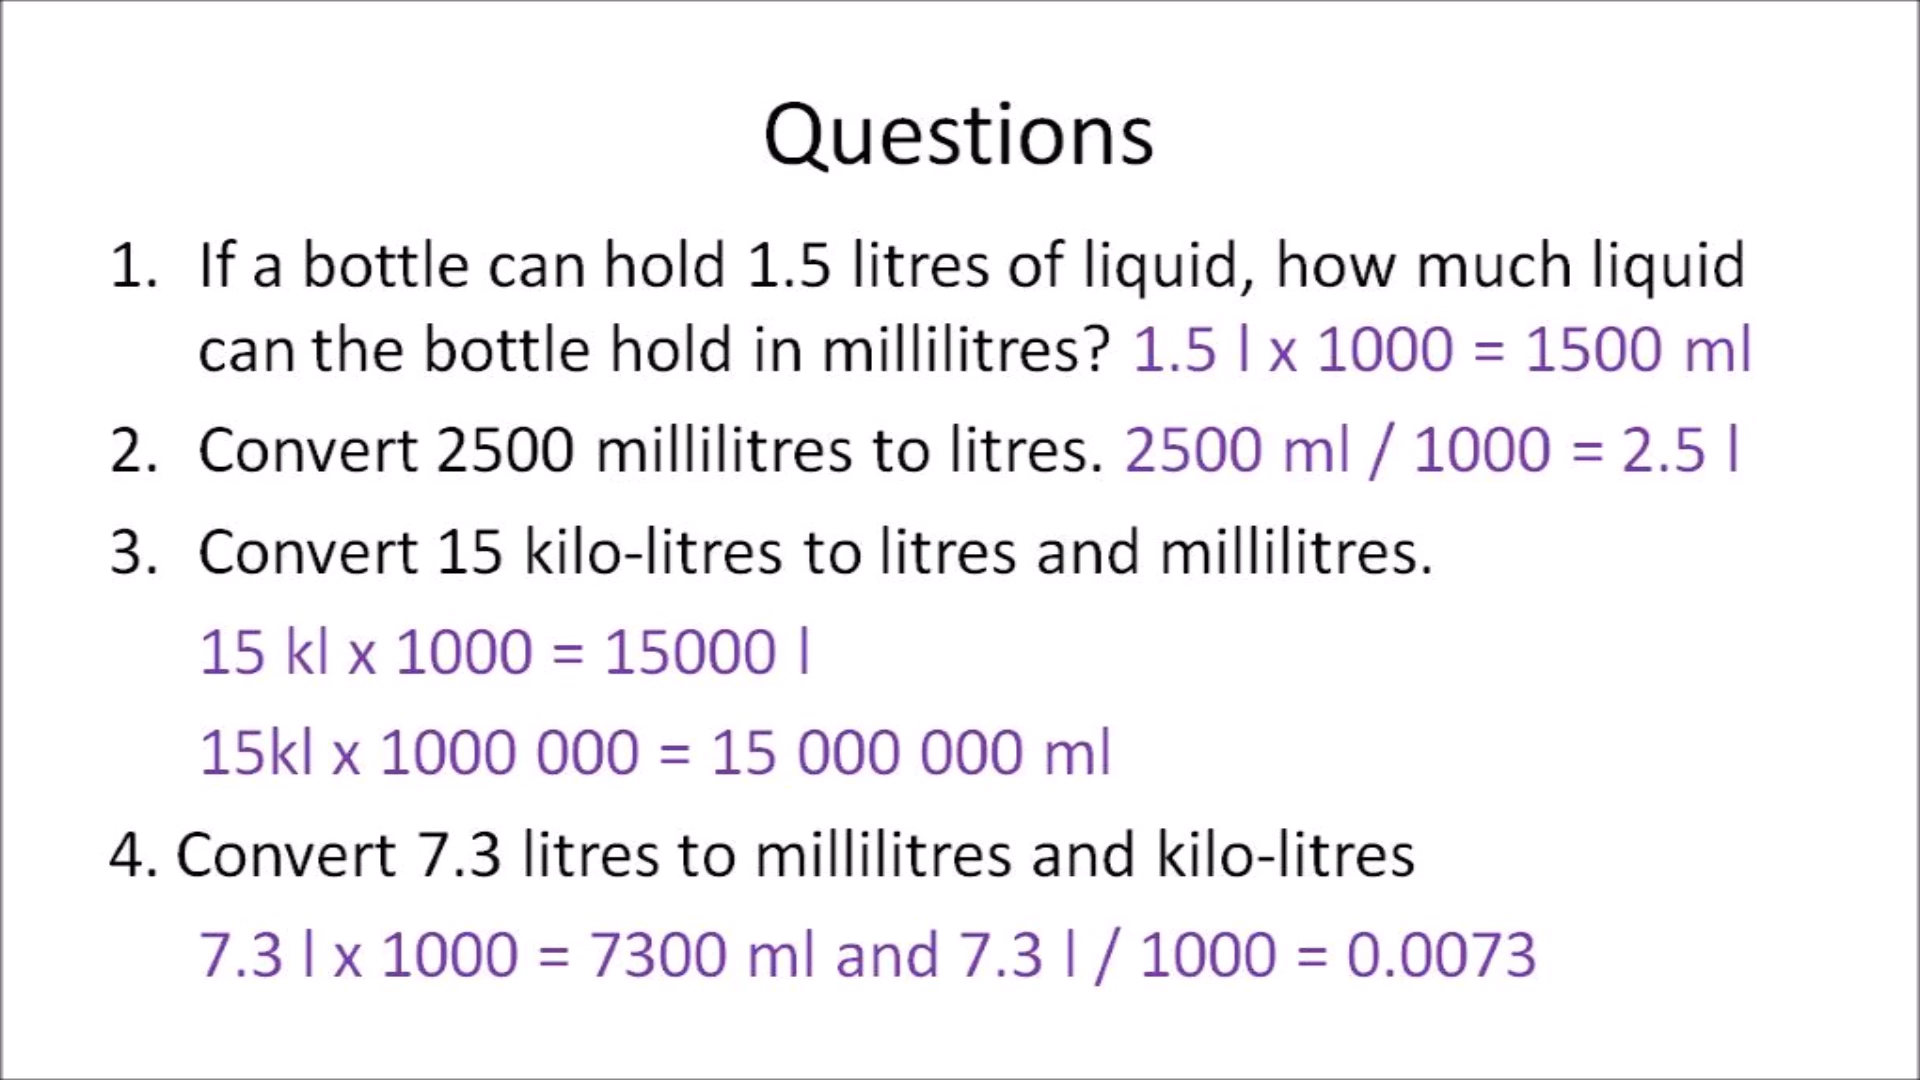 Questions
1. If a bottle can hold 1.5 litres of liquid, how much liquid
can the bottle hold in millilitres? 1.5 l x 1000 = 1500 ml
2. Convert 2500 millilitres to litres. 2500 ml / 1000 = 2.5 l
3. Convert 15 kilo-litres to litres and millilitres.
15 kl x 1000 = 15000 l
15kl x 1000 000 = 15 000 000 ml
4. Convert 7.3 litres to millilitres and kilo-litres
7.3 l x 1000 = 7300 ml and 7.3 l / 1000 = 0.0073